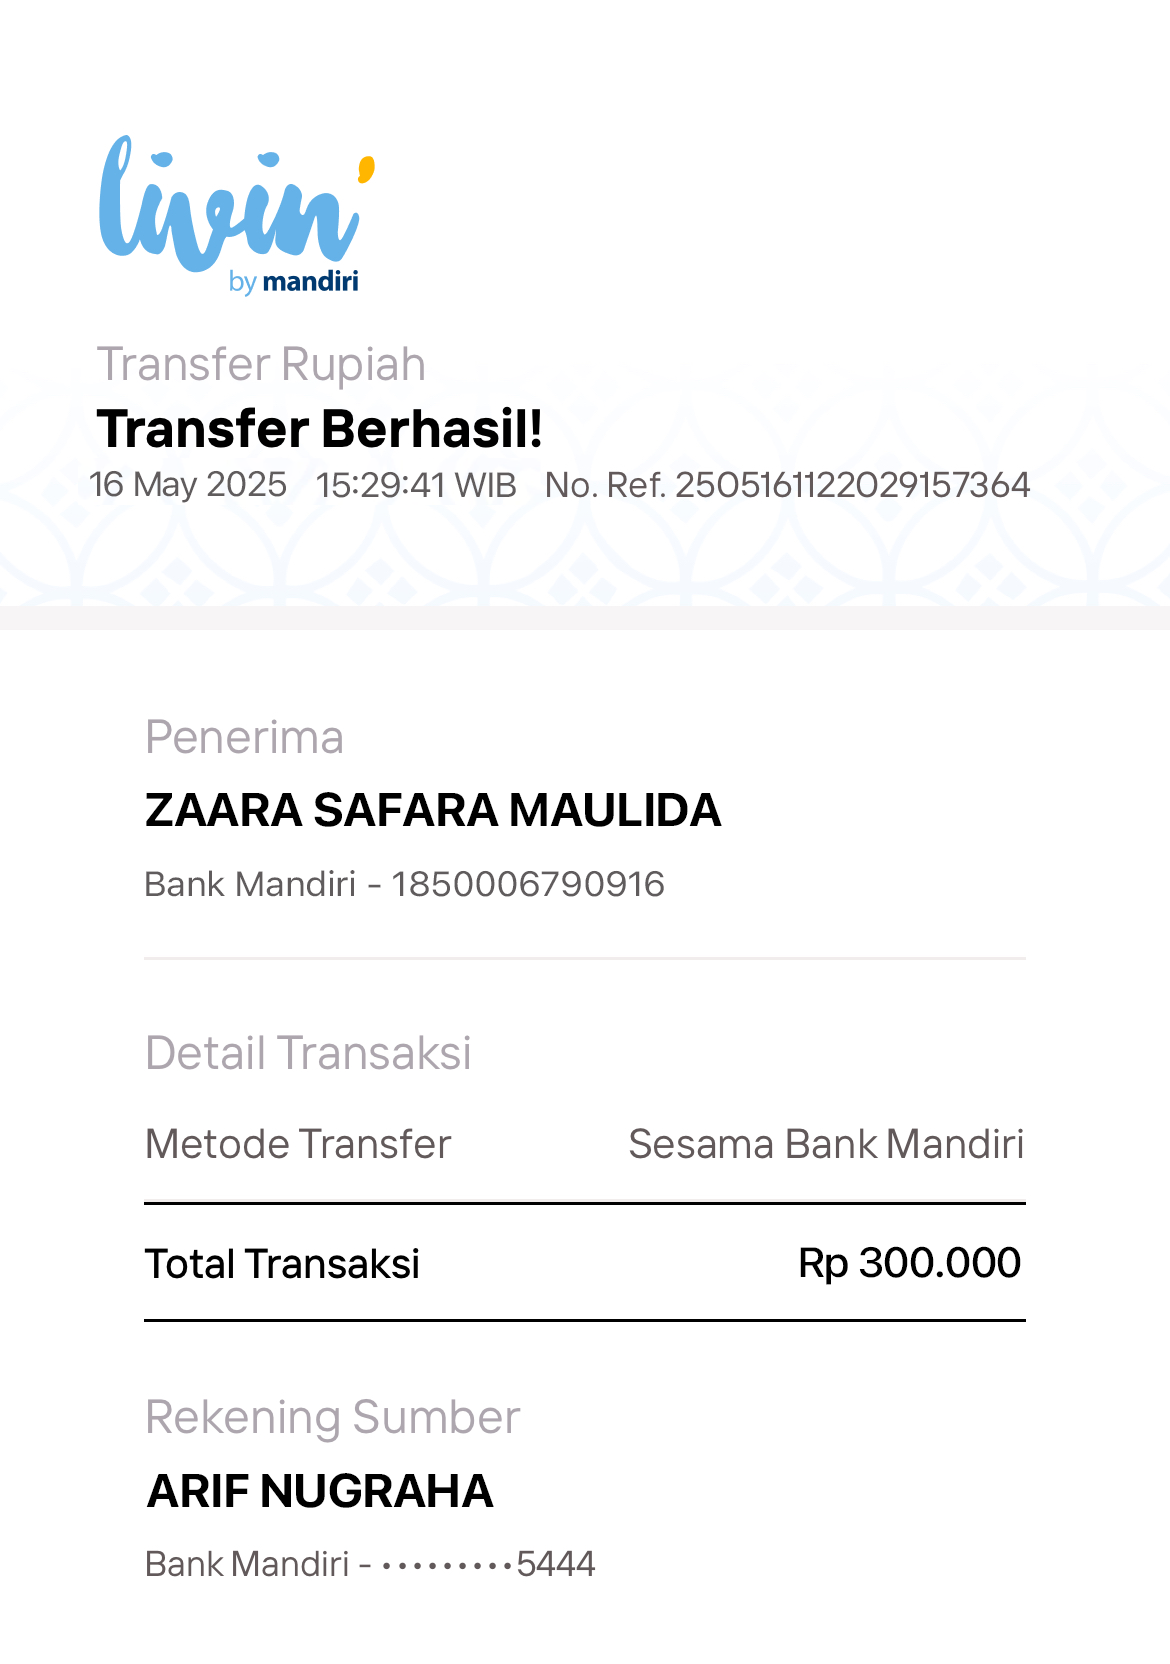 livin'
by mandiri
Transfer Rupiah
Transfer Berhasil!
16 May 2025 15:29:41 WIB No. Ref. 2505161122029157364
Penerima
ZAARA SAFARA MAULIDA
Bank Mandiri - 1850006790916
Detail Transaksi
Metode Transfer Sesama Bank Mandiri
Total Transaksi Rp 300.000
Rekening Sumber
ARIF NUGRAHA
Bank Mandiri - •••••••••5444